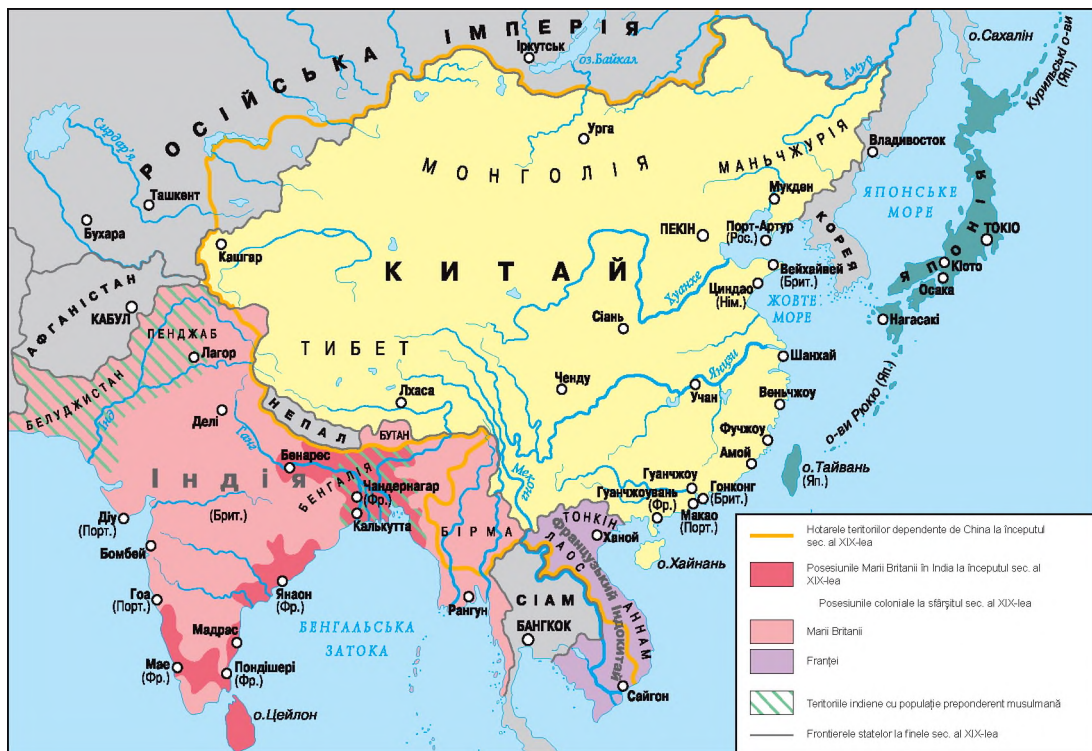 РОСІЙСЬКА ІМПЕРІЯ
Іркутськ
оз.Байкал
Амур
о.Сахалін
Курильські о-ви
(Яп.)
Сирдар'я
Ташкент
Бухара
Урга
МОНГОЛІЯ
МАНЬЧЖУРІЯ
Владивосток
Мукден
ЯПОНСЬКЕ
МОРЕ
ЯПОНІЯ
ТОКІО
Кіото
Осака
Нагасакі
КОРЕЯ
ПЕКІН
Порт-Артур
(Рос.)
Вейхайвей
(Брит.)
Циндао
(Нім.)
ЖОВТЕ
МОРЕ
Кашгар
КИТАЙ
Хуанхе
Сіань
АФГАНІСТАН
КАБУЛ
ПЕНДЖАБ
Лагор
БЕЛУДЖИСТАН
Інд
ТИБЕТ
Лхаса
Ченду
Янцзи
Учан
Шанхай
Веньчжоу
о-ви Рюкю (Яп.)
Делі
Ганг
НЕПАЛ
БУТАН
Фучжоу
Амой
о.Тайвань
(Яп.)
Бенарес
Індія
(Брит.)
БЕНГАЛІЯ
Чандернагар
(Фр.)
Калькутта
Меконг
Гуанчжоу
Гуанчжоувань
(Фр.)
Гонконг
(Брит.)
Макао
(Порт.)
Діу
(Порт.)
Бомбей
БІРМА
ТОНКІН
Ханой
ЛАОС
Французький Індокитай
АННАМ
о.Хайнань
Гоа
(Порт.)
Янаон
(Фр.)
Рангун
СІАМ
БАНГКОК
Мадрас
БЕНГАЛЬСЬКА
ЗАТОКА
Мае
(Фр.)
Пондішері
(Фр.)
Сайгон
о.Цейлон
Hotarele teritoriilor dependente de China la începutul
sec. al XIX-lea
Posesiunile Marii Britanii în India la începutul sec. al
XIX-lea
Posesiunile coloniale la sfârșitul sec. al XIX-lea
Marii Britanii
Franței
Teritoriile indiene cu populație preponderent musulmană
Frontierele statelor la finele sec. al XIX-lea